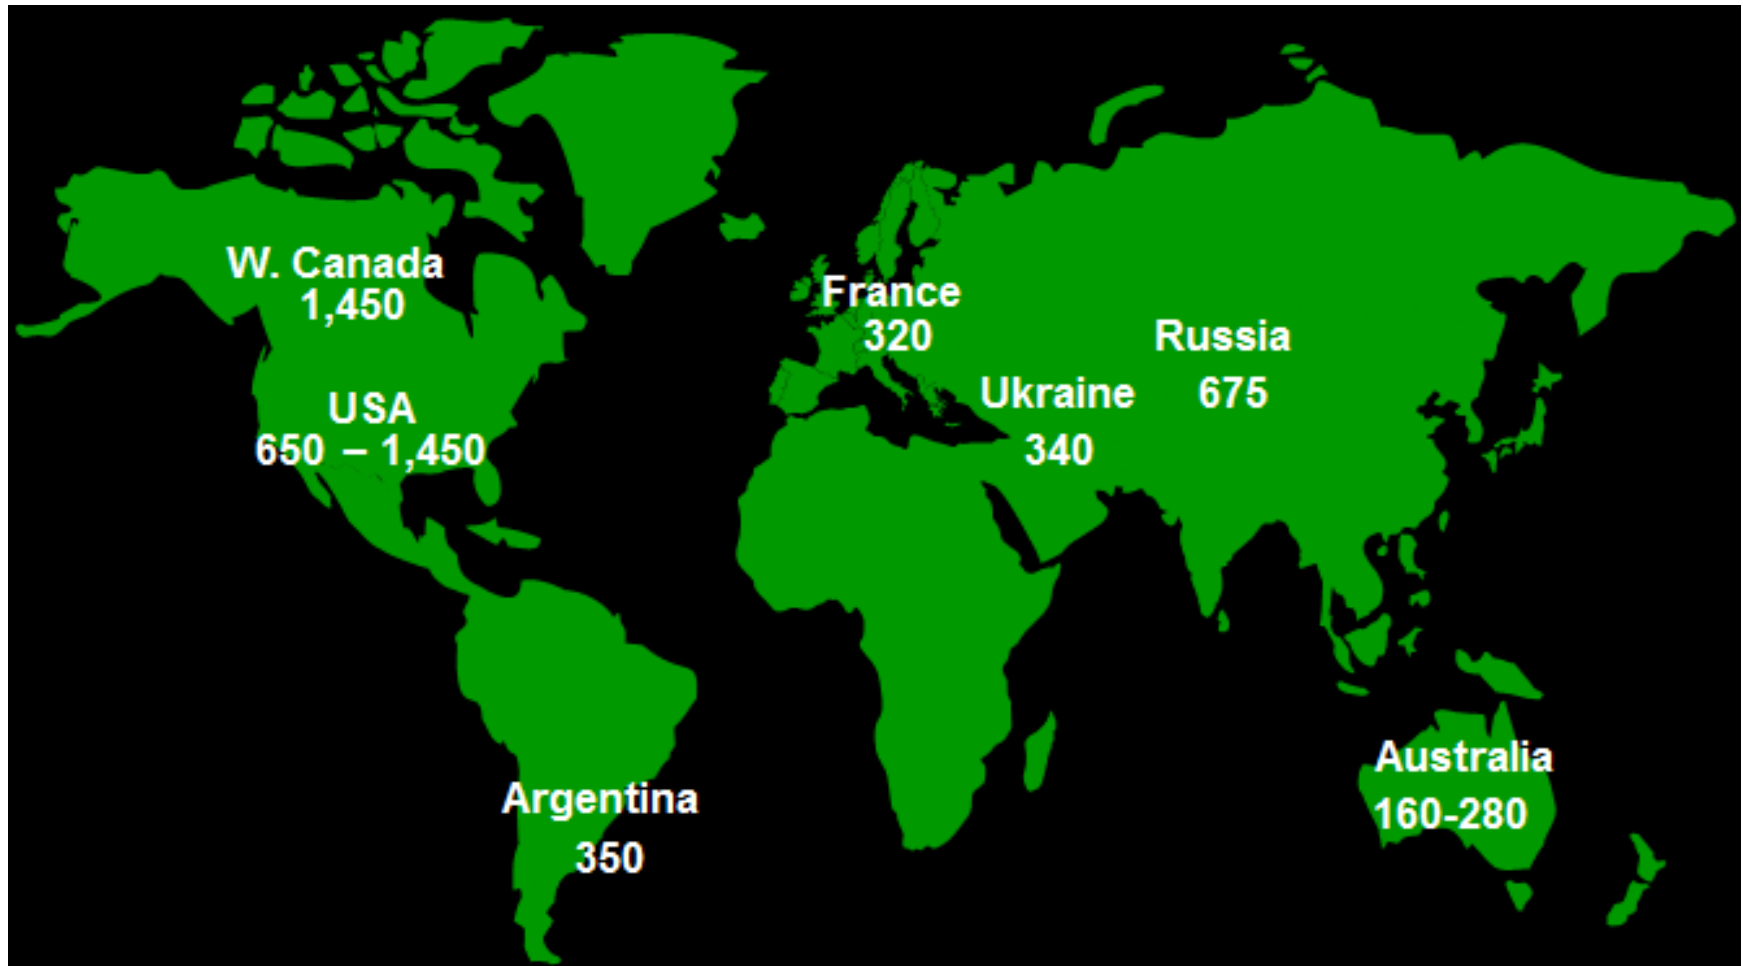 W. Canada
1,450
France
320
Russia
675
Ukraine
340
USA
650 – 1,450
Australia
160-280
Argentina
350